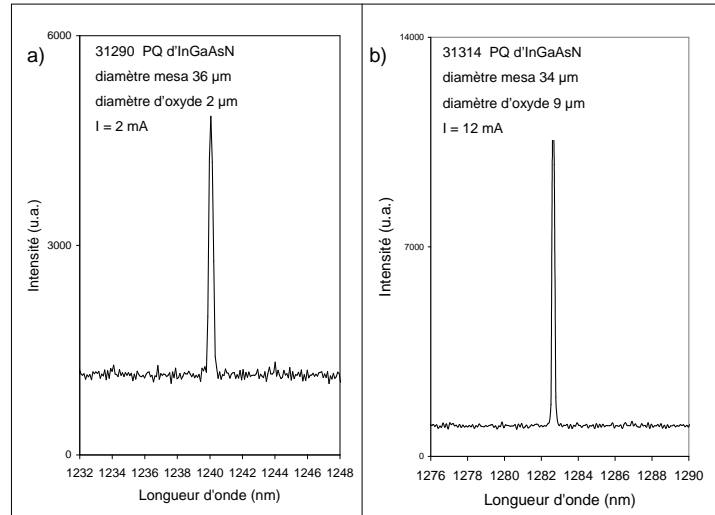 a)
31290 PQ d'InGaAsN
diamètre mesa 36 µm
diamètre d'oxyde 2 µm
I = 2 mA
6000
3000
0
Intensité (u.a.)
1232 1234 1236 1238 1240 1242 1244 1246 1248
Longueur d'onde (nm)
b)
31314 PQ d'InGaAsN
diamètre mesa 34 µm
diamètre d'oxyde 9 µm
I = 12 mA
14000
7000
0
Intensité (u.a.)
1276 1278 1280 1282 1284 1286 1288 1290
Longueur d'onde (nm)